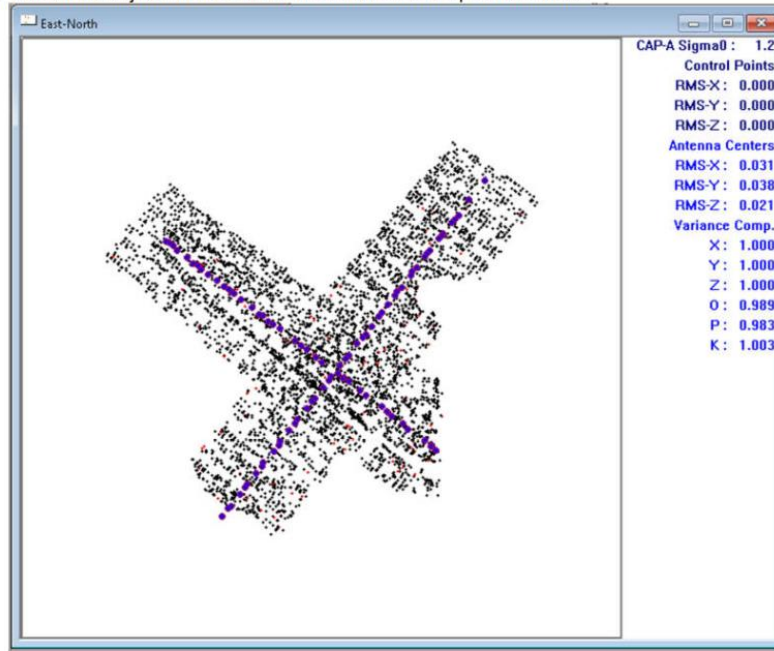 East-North
CAP-A Sigma0 : 1.2
Control Points
RMS-X : 0.000
RMS-Y : 0.000
RMS-Z : 0.000
Antenna Centers
RMS-X : 0.031
RMS-Y : 0.038
RMS-Z : 0.021
Variance Comp.
X : 1.000
Y : 1.000
Z : 1.000
O : 0.989
P : 0.983
K : 1.003